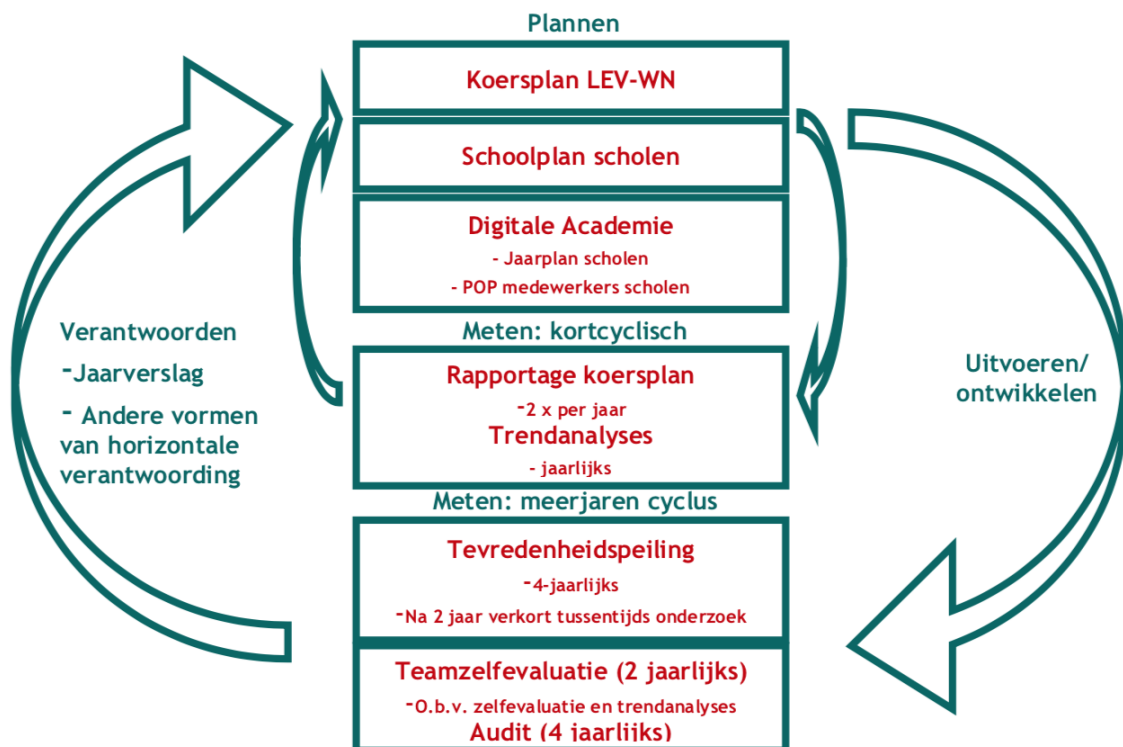 Plannen
Koersplan LEV-WN
Schoolplan scholen
Digitale Academie
- Jaarplan scholen
- POP medewerkers scholen
Meten: kortcyclisch
Rapportage koersplan
-2 x per jaar
Trendanalyses
- jaarlijks
Meten: meerjaren cyclus
Tevredenheidspeiling
-4-jaarlijks
-Na 2 jaar verkort tussentijds onderzoek
Teamzelfevaluatie (2 jaarlijks)
-O.b.v. zelfevaluatie en trendanalyses
Audit (4 jaarlijks)
Verantwoorden
-Jaarverslag
- Andere vormen
van horizontale
verantwoording
Uitvoeren/
ontwikkelen